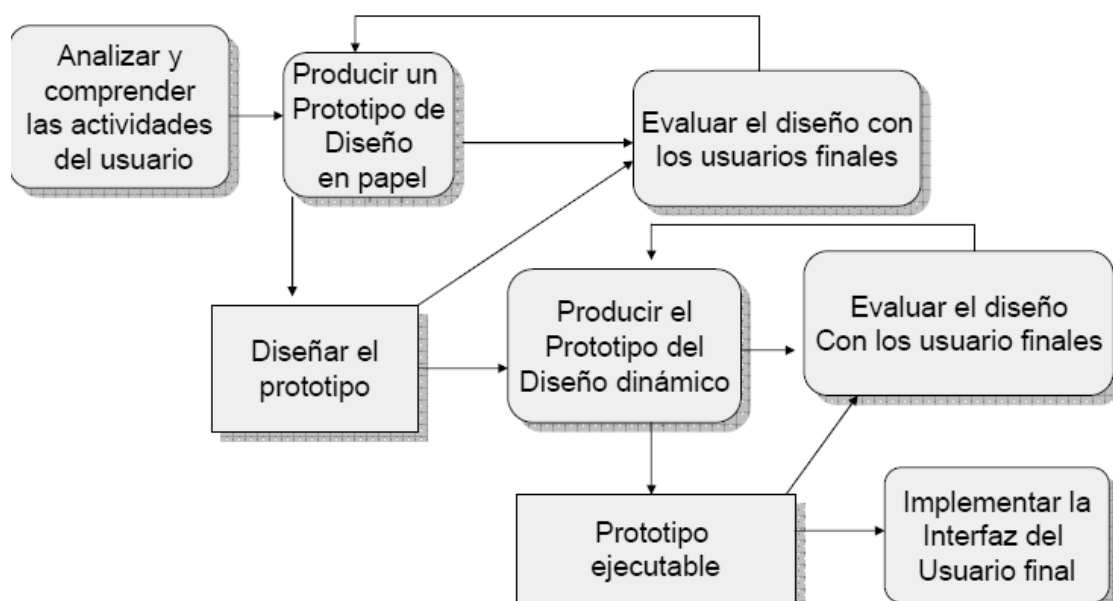 Analizar y
comprender
las actividades
del usuario
Producir un
Prototipo de
Diseño
en papel
Evaluar el diseño con
los usuarios finales
Diseñar el
prototipo
Producir el
Prototipo del
Diseño dinámico
Evaluar el diseño
Con los usuario finales
Prototipo
ejecutable
Implementar la
Interfaz del
Usuario final